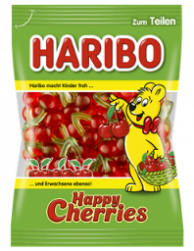 Zum Teilen
HARIBO
Haribo macht Kinder froh ...
Happy
Cherries
... und Erwachsene ebenso!